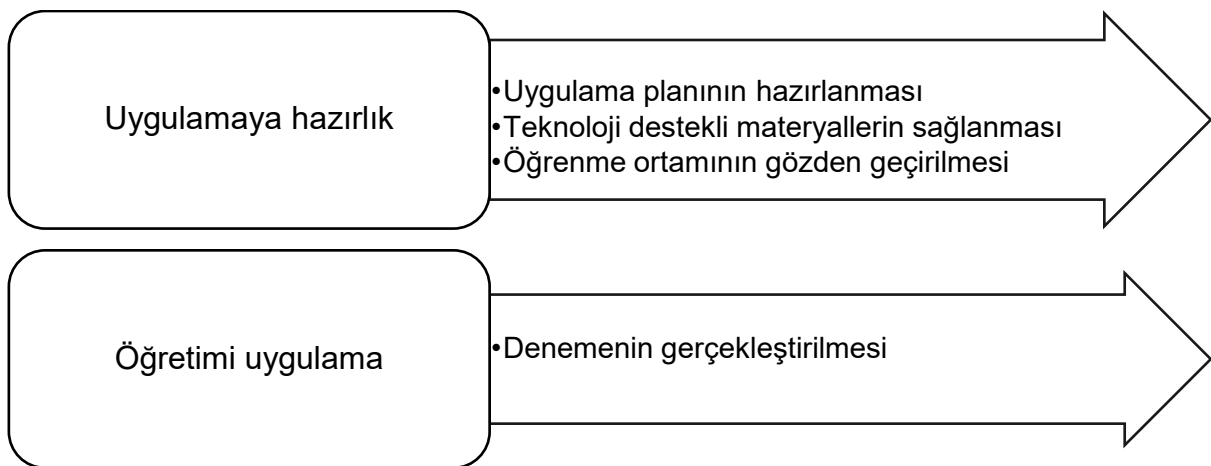 Uygulamaya hazırlık
•Uygulama planının hazırlanması
•Teknoloji destekli materyallerin sağlanması
•Öğrenme ortamının gözden geçirilmesi
Öğretimi uygulama
•Denemenin gerçekleştirilmesi